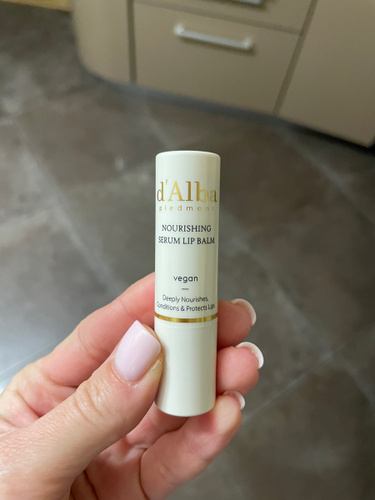 d'Alba
piedmont
NOURISHING
SERUM LIP BALM
vegan
Deeply Nourishes,
Conditions & Protects Lips